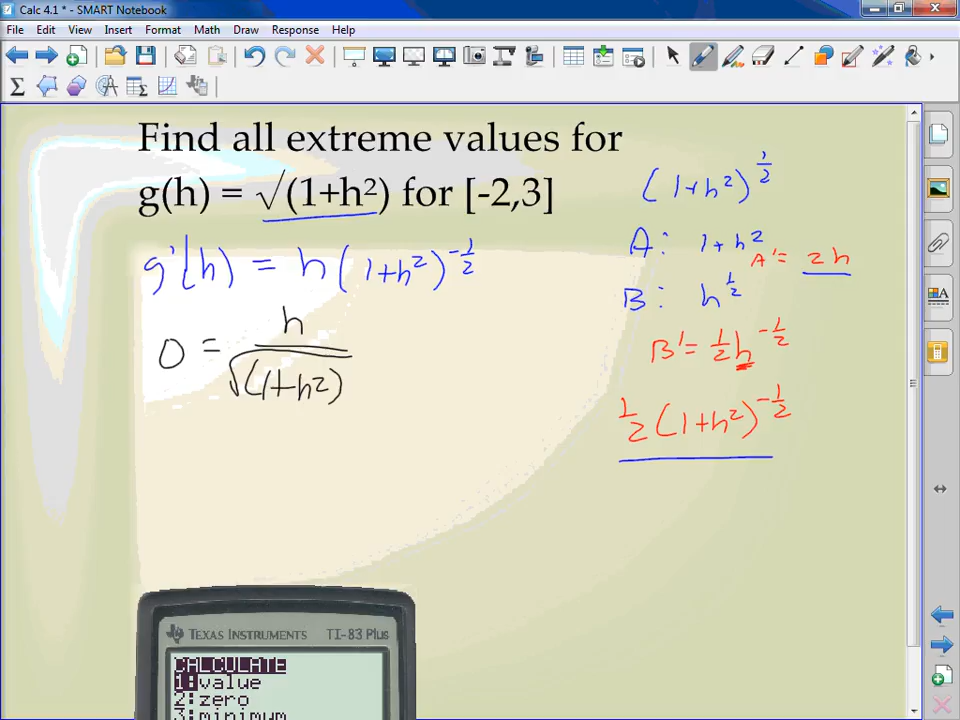 Calc 4.1 * - SMART Notebook
File Edit View Insert Format Math Draw Response Help
Find all extreme values for
g(h) = √(1+h²) for [-2,3]
(1+h²)^½
g'(h) = h(1+h²)^-½
A: 1+h²
A'= 2h
B: h^½
0 = h/√(1+h²)
B'= ½h^-½
½(1+h²)^-½
TEXAS INSTRUMENTS TI-83 Plus
CALCULATE
1:value
2:zero
3:minimum